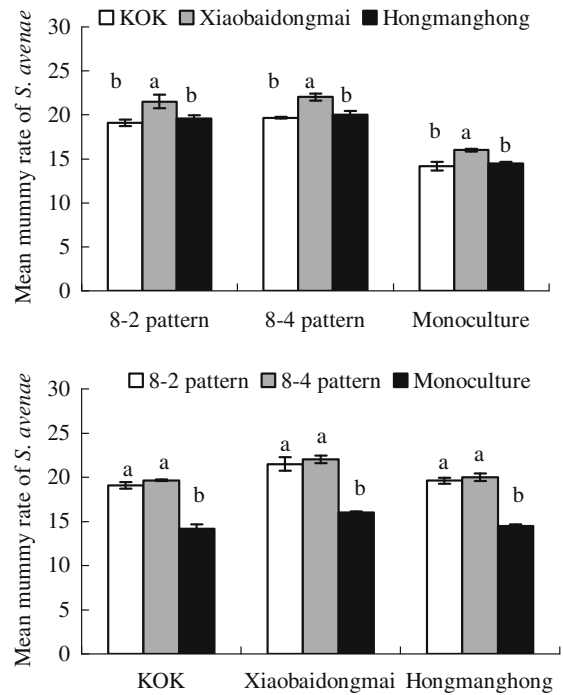 KOK Xiaobaidongmai Hongmanghong
Mean mummy rate of S. avenae
30
25
20
15
10
5
0
b a b
b a b
b a b
8-2 pattern 8-4 pattern Monoculture
8-2 pattern 8-4 pattern Monoculture
Mean mummy rate of S. avenae
30
25
20
15
10
5
0
a a b
a a b
a a b
KOK Xiaobaidongmai Hongmanghong